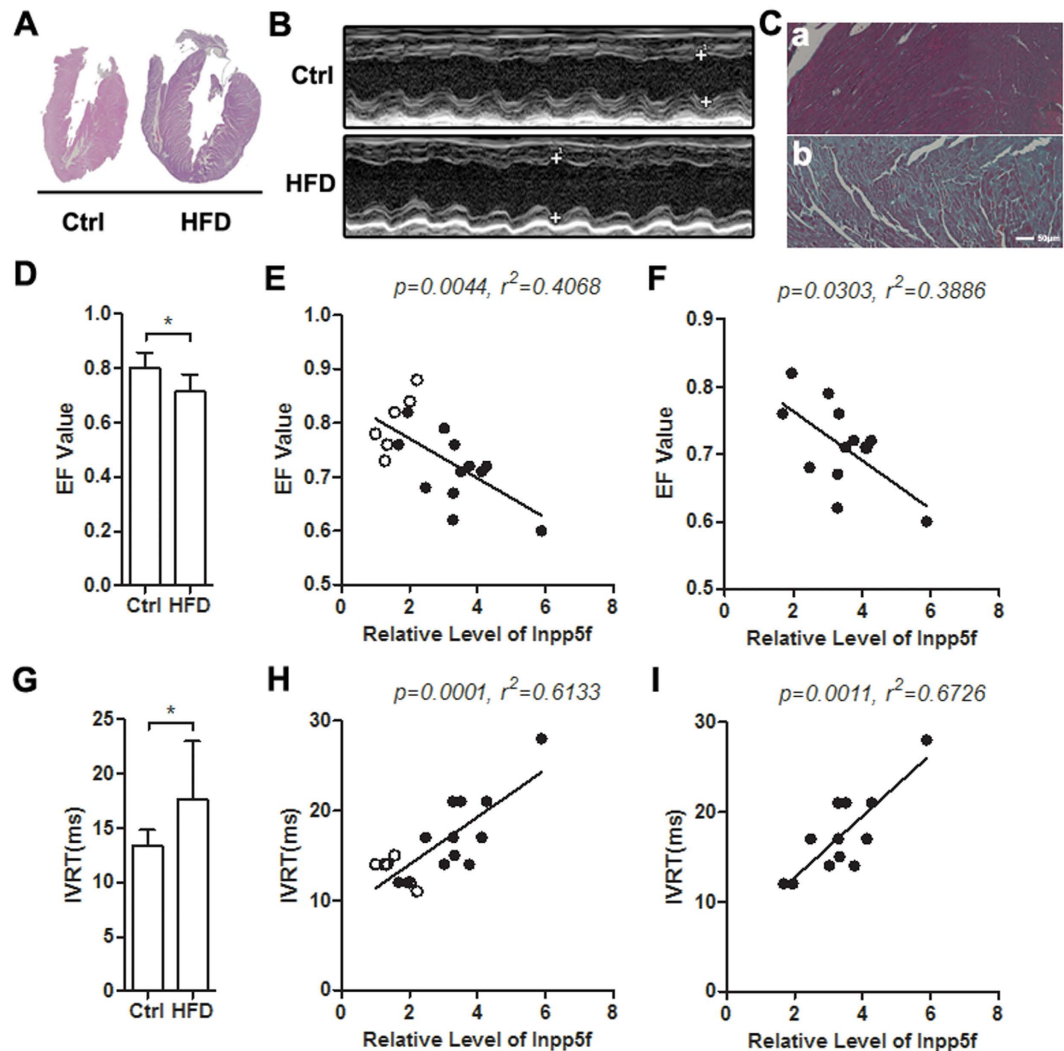 A
Ctrl HFD
B
Ctrl
1
HFD
1
C
a
b
50µm
D
EF Value
1.0
0.8
0.6
0.4
0.2
0.0
*
Ctrl HFD
E
p=0.0044, r²=0.4068
EF Value
1.0
0.9
0.8
0.7
0.6
0.5
0 2 4 6 8
Relative Level of Inpp5f
F
p=0.0303, r²=0.3886
EF Value
0.9
0.8
0.7
0.6
0.5
0 2 4 6 8
Relative Level of Inpp5f
G
IVRT(ms)
25
20
15
10
5
0
*
Ctrl HFD
H
p=0.0001, r²=0.6133
IVRT(ms)
30
20
10
0
0 2 4 6 8
Relative Level of Inpp5f
I
p=0.0011, r²=0.6726
IVRT(ms)
30
20
10
0
0 2 4 6 8
Relative Level of Inpp5f